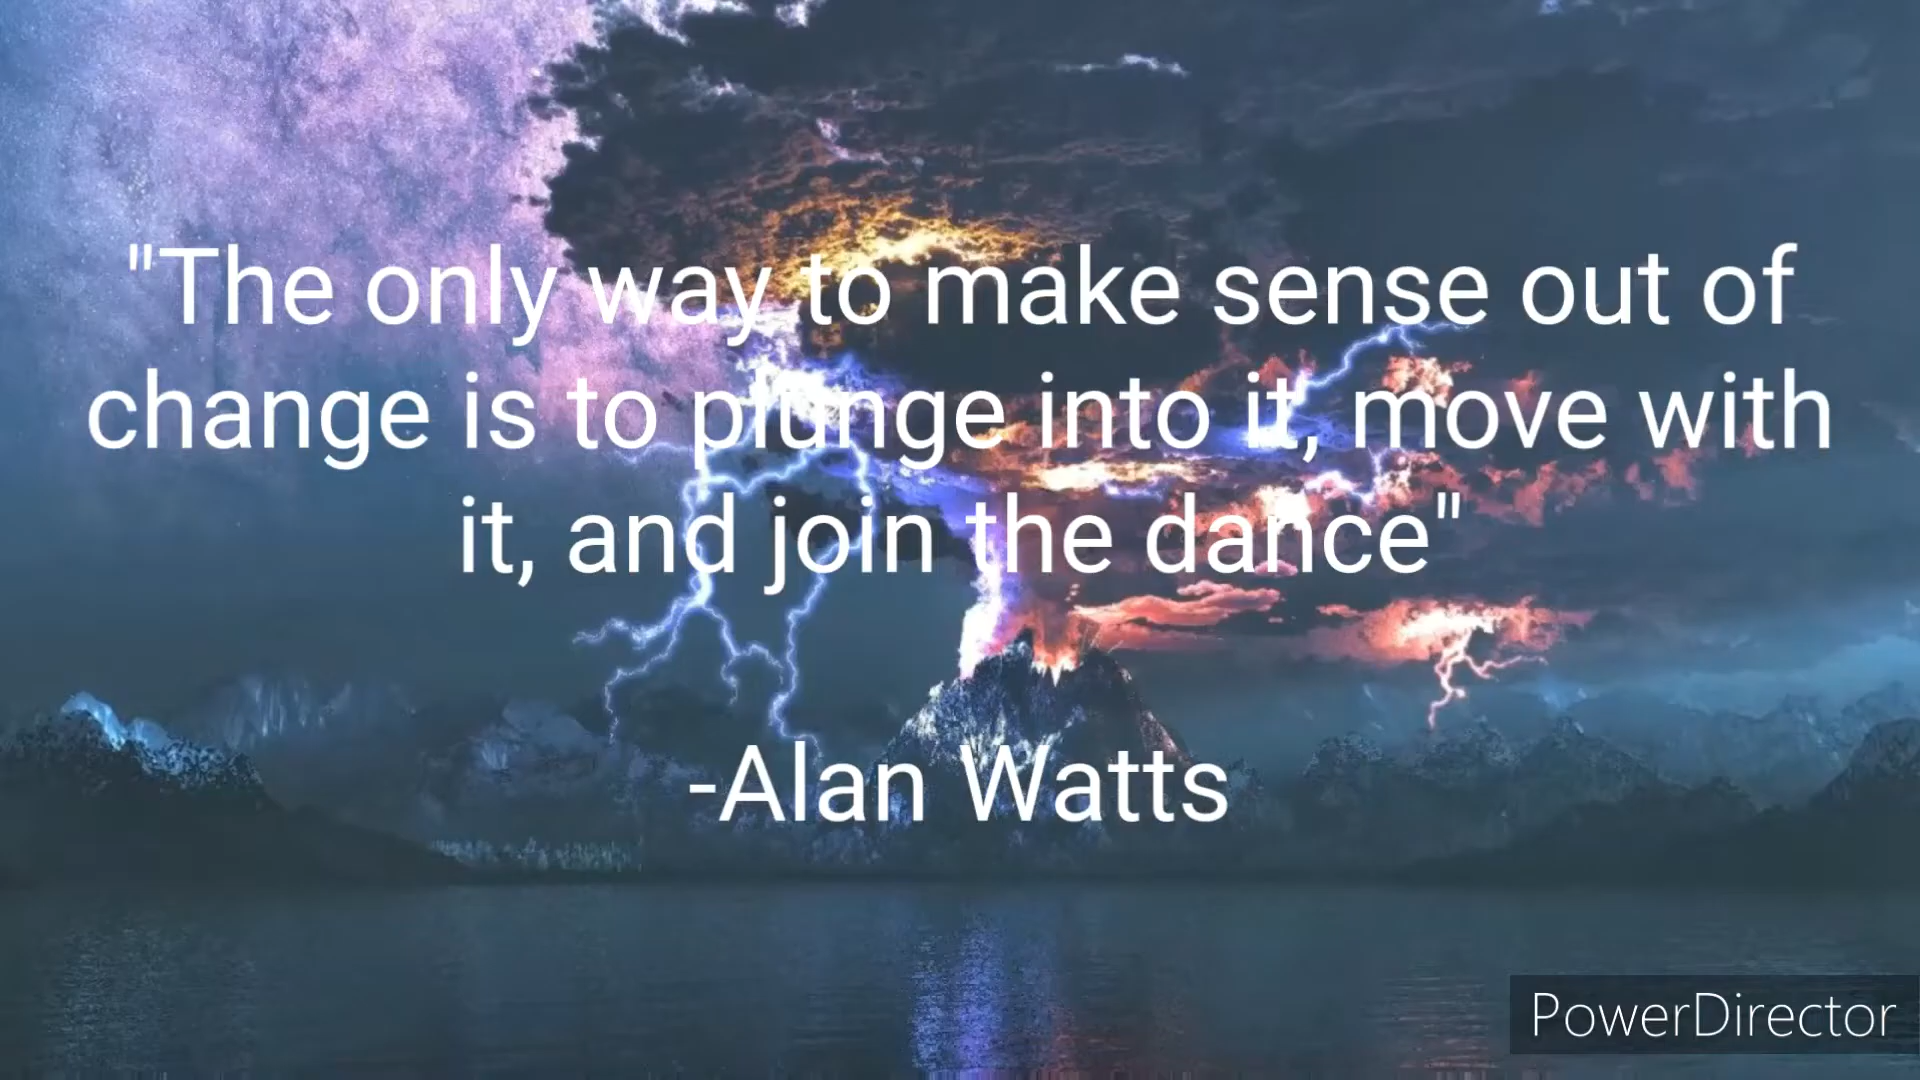 "The only way to make sense out of
change is to plunge into it, move with
it, and join the dance"
-Alan Watts
PowerDirector